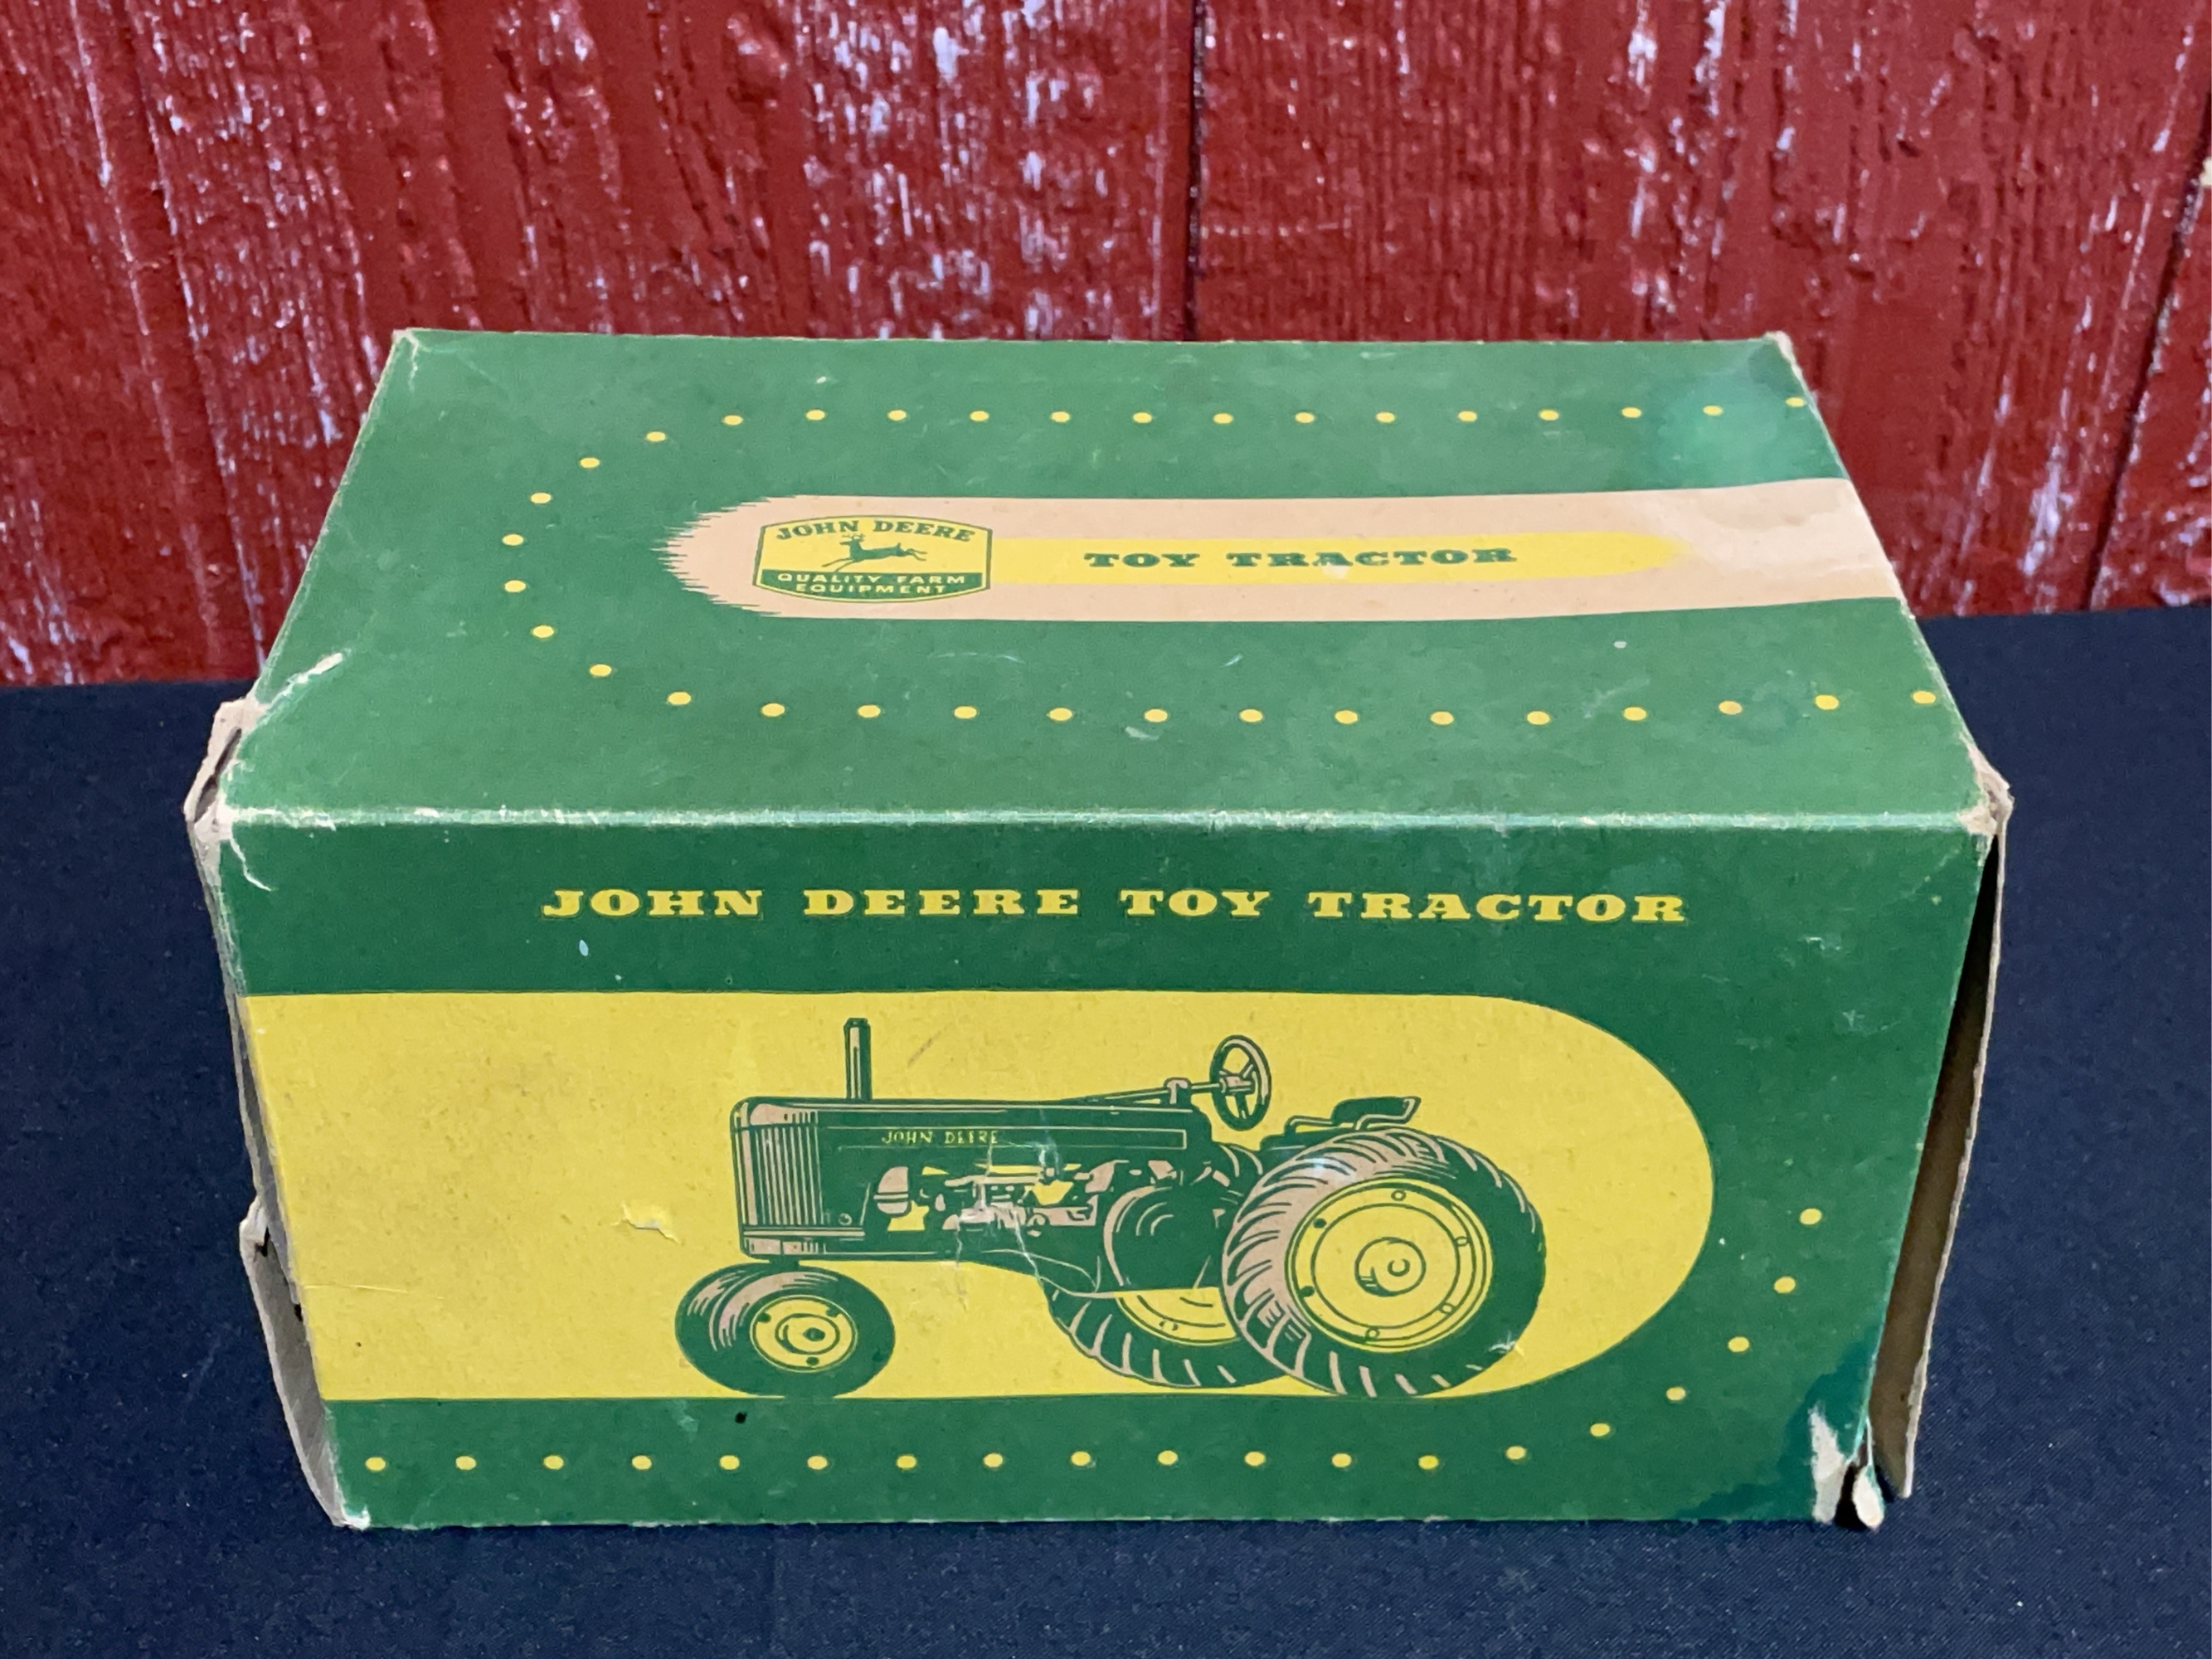 JOHN DEERE
QUALITY FARM
EQUIPMENT
TOY TRACTOR
JOHN DEERE TOY TRACTOR
JOHN DEERE